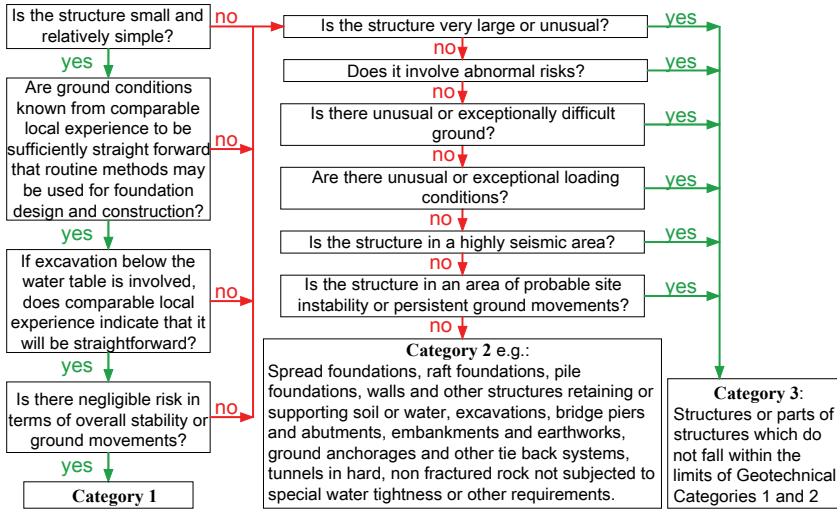 Is the structure small and
relatively simple?
no
yes
Are ground conditions
known from comparable
local experience to be
sufficiently straight forward
that routine methods may
be used for foundation
design and construction?
no
yes
If excavation below the
water table is involved,
does comparable local
experience indicate that it
will be straightforward?
no
yes
Is there negligible risk in
terms of overall stability or
ground movements?
no
yes
Category 1
Is the structure very large or unusual?
yes
no
Does it involve abnormal risks?
yes
no
Is there unusual or exceptionally difficult
ground?
yes
no
Are there unusual or exceptional loading
conditions?
yes
no
Is the structure in a highly seismic area?
yes
no
Is the structure in an area of probable site
instability or persistent ground movements?
yes
no
Category 2 e.g.:
Spread foundations, raft foundations, pile
foundations, walls and other structures retaining or
supporting soil or water, excavations, bridge piers
and abutments, embankments and earthworks,
ground anchorages and other tie back systems,
tunnels in hard, non fractured rock not subjected to
special water tightness or other requirements.
Category 3:
Structures or parts of
structures which do
not fall within the
limits of Geotechnical
Categories 1 and 2